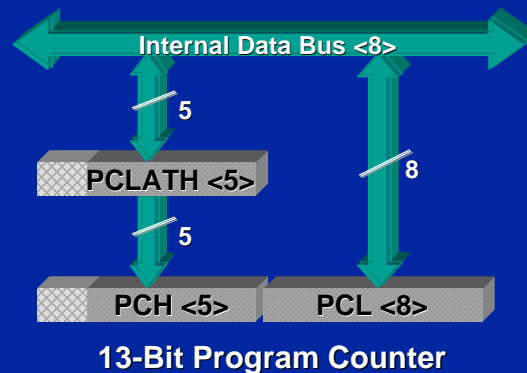 Internal Data Bus <8>
5
PCLATH <5>
8
5
PCH <5>
PCL <8>
13-Bit Program Counter